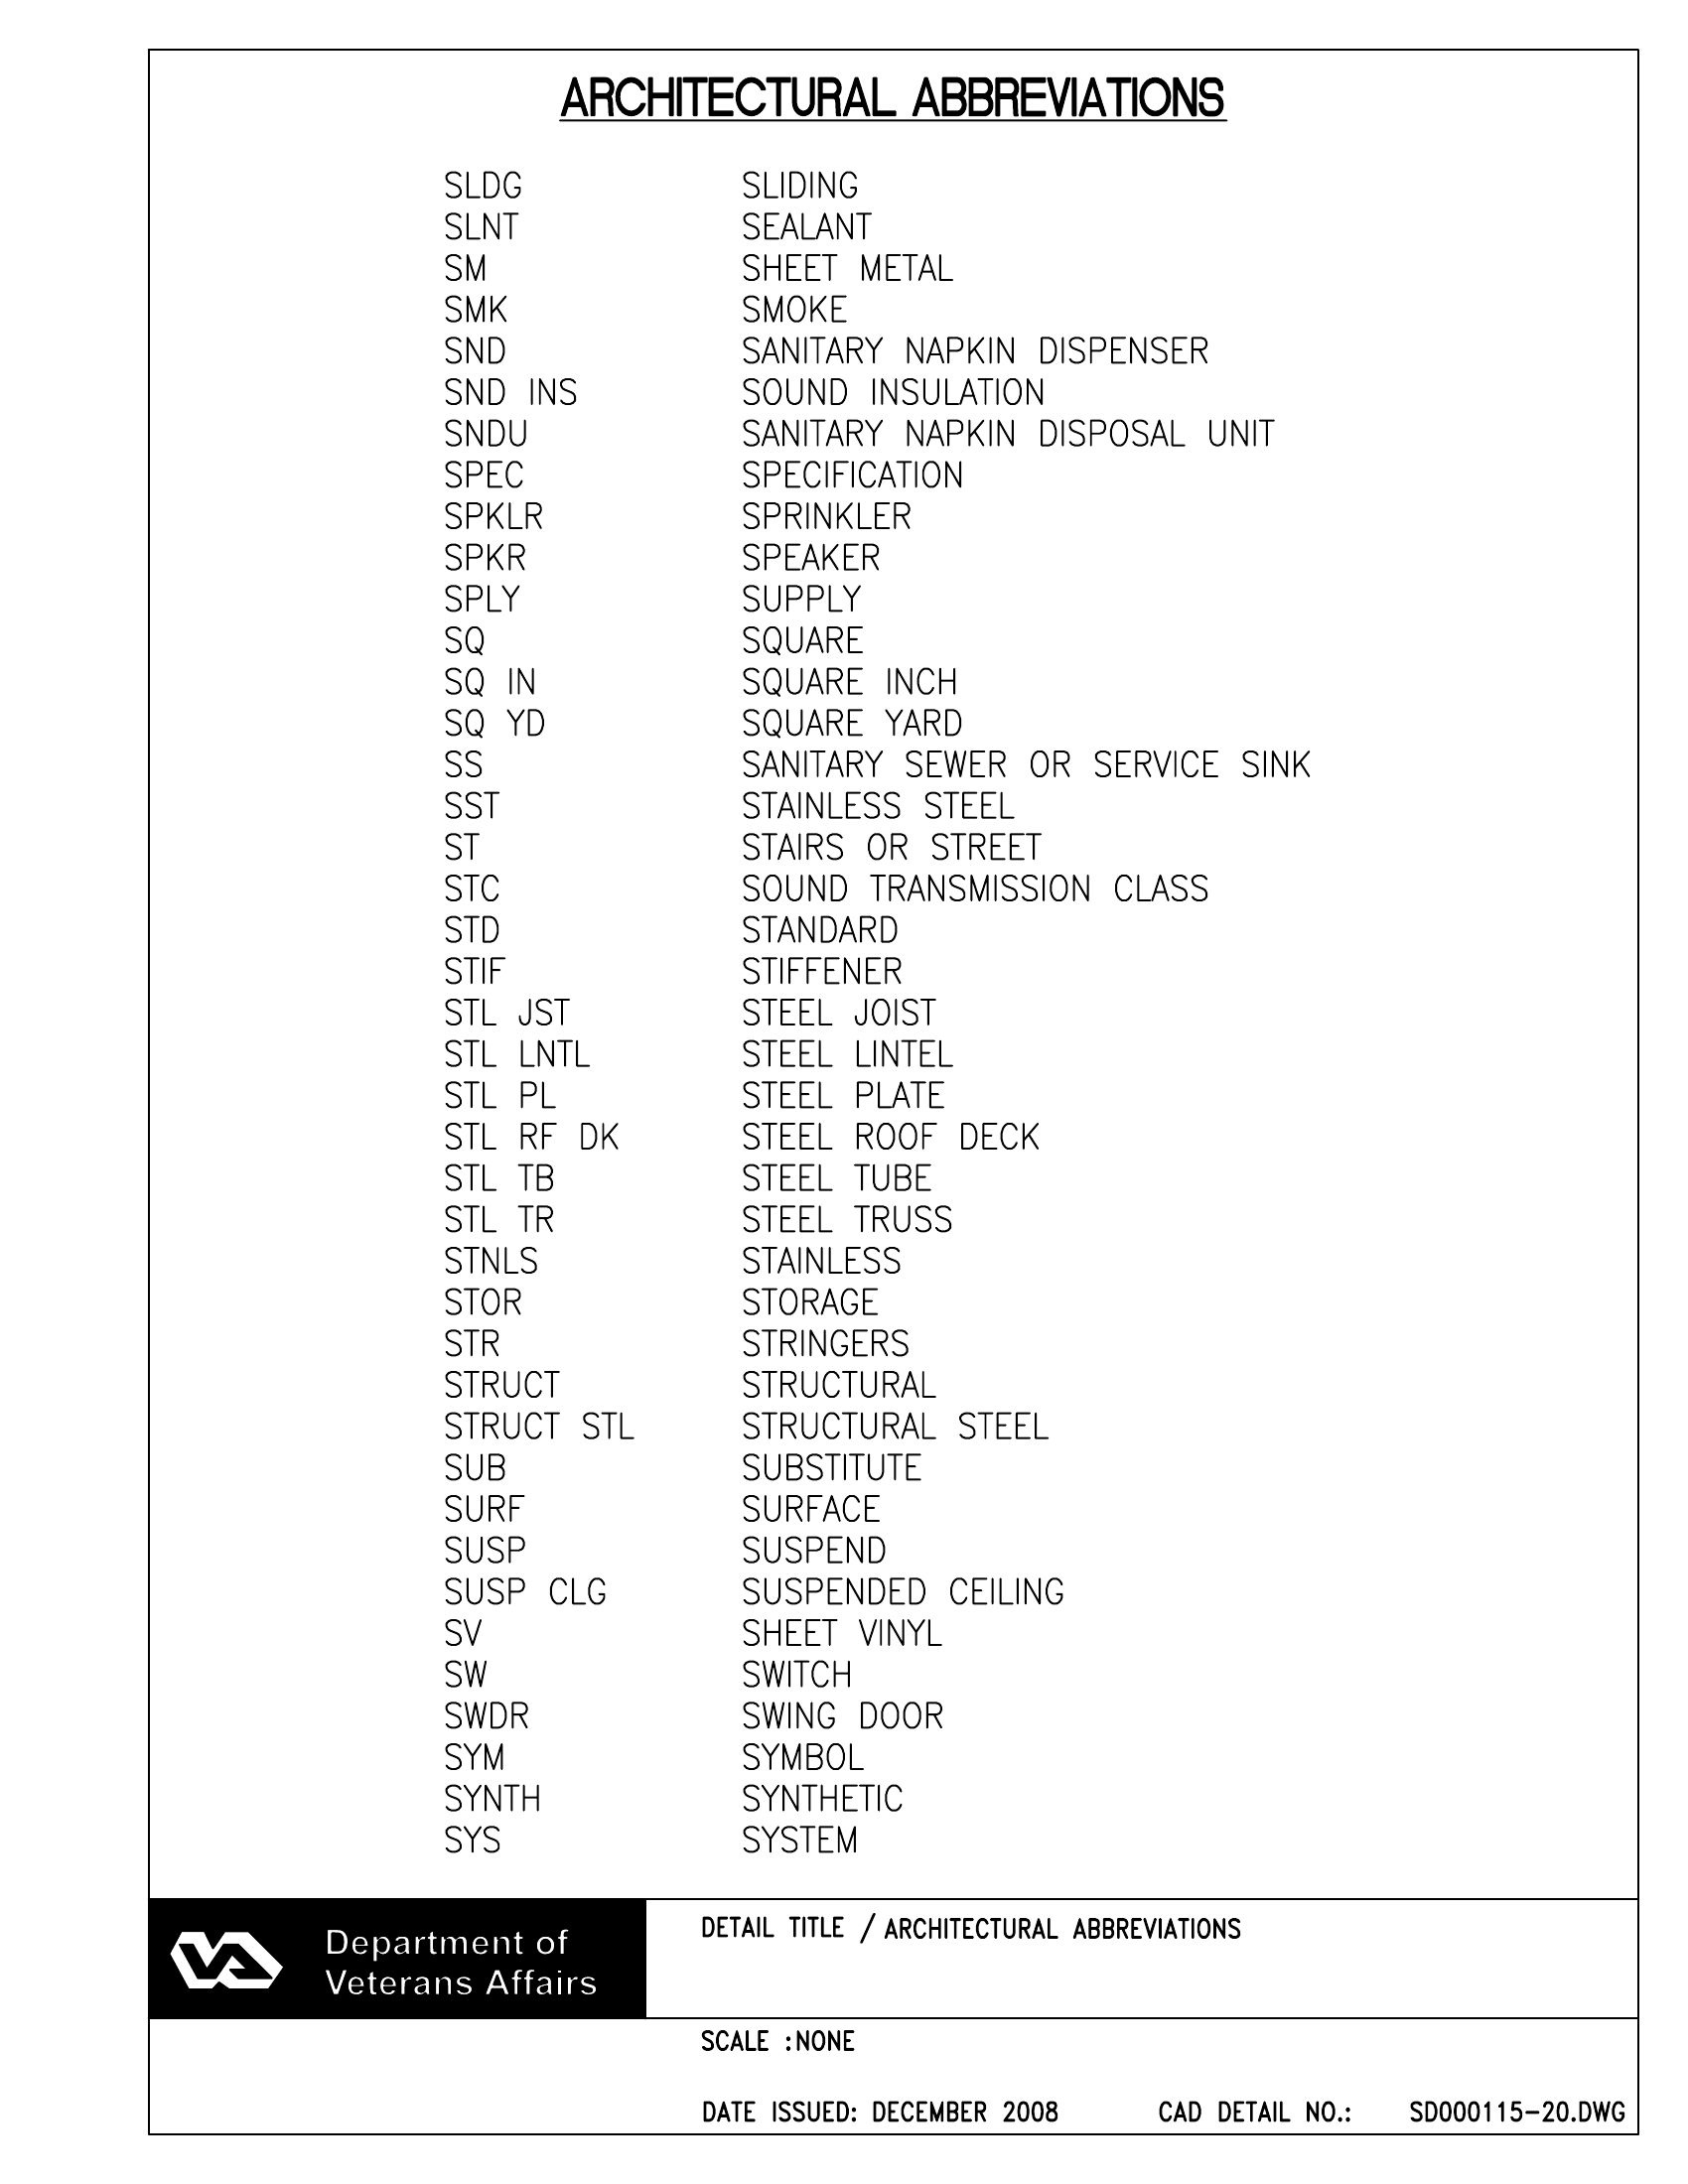 ARCHITECTURAL ABBREVIATIONS
SLDG SLIDING
SLNT SEALANT
SM SHEET METAL
SMK SMOKE
SND SANITARY NAPKIN DISPENSER
SND INS SOUND INSULATION
SNDU SANITARY NAPKIN DISPOSAL UNIT
SPEC SPECIFICATION
SPKLR SPRINKLER
SPKR SPEAKER
SPLY SUPPLY
SQ SQUARE
SQ IN SQUARE INCH
SQ YD SQUARE YARD
SS SANITARY SEWER OR SERVICE SINK
SST STAINLESS STEEL
ST STAIRS OR STREET
STC SOUND TRANSMISSION CLASS
STD STANDARD
STIF STIFFENER
STL JST STEEL JOIST
STL LNTL STEEL LINTEL
STL PL STEEL PLATE
STL RF DK STEEL ROOF DECK
STL TB STEEL TUBE
STL TR STEEL TRUSS
STNLS STAINLESS
STOR STORAGE
STR STRINGERS
STRUCT STRUCTURAL
STRUCT STL STRUCTURAL STEEL
SUB SUBSTITUTE
SURF SURFACE
SUSP SUSPEND
SUSP CLG SUSPENDED CEILING
SV SHEET VINYL
SW SWITCH
SWDR SWING DOOR
SYM SYMBOL
SYNTH SYNTHETIC
SYS SYSTEM
Department of
Veterans Affairs
DETAIL TITLE / ARCHITECTURAL ABBREVIATIONS
SCALE :NONE
DATE ISSUED: DECEMBER 2008 CAD DETAIL NO.: SD000115-20.DWG